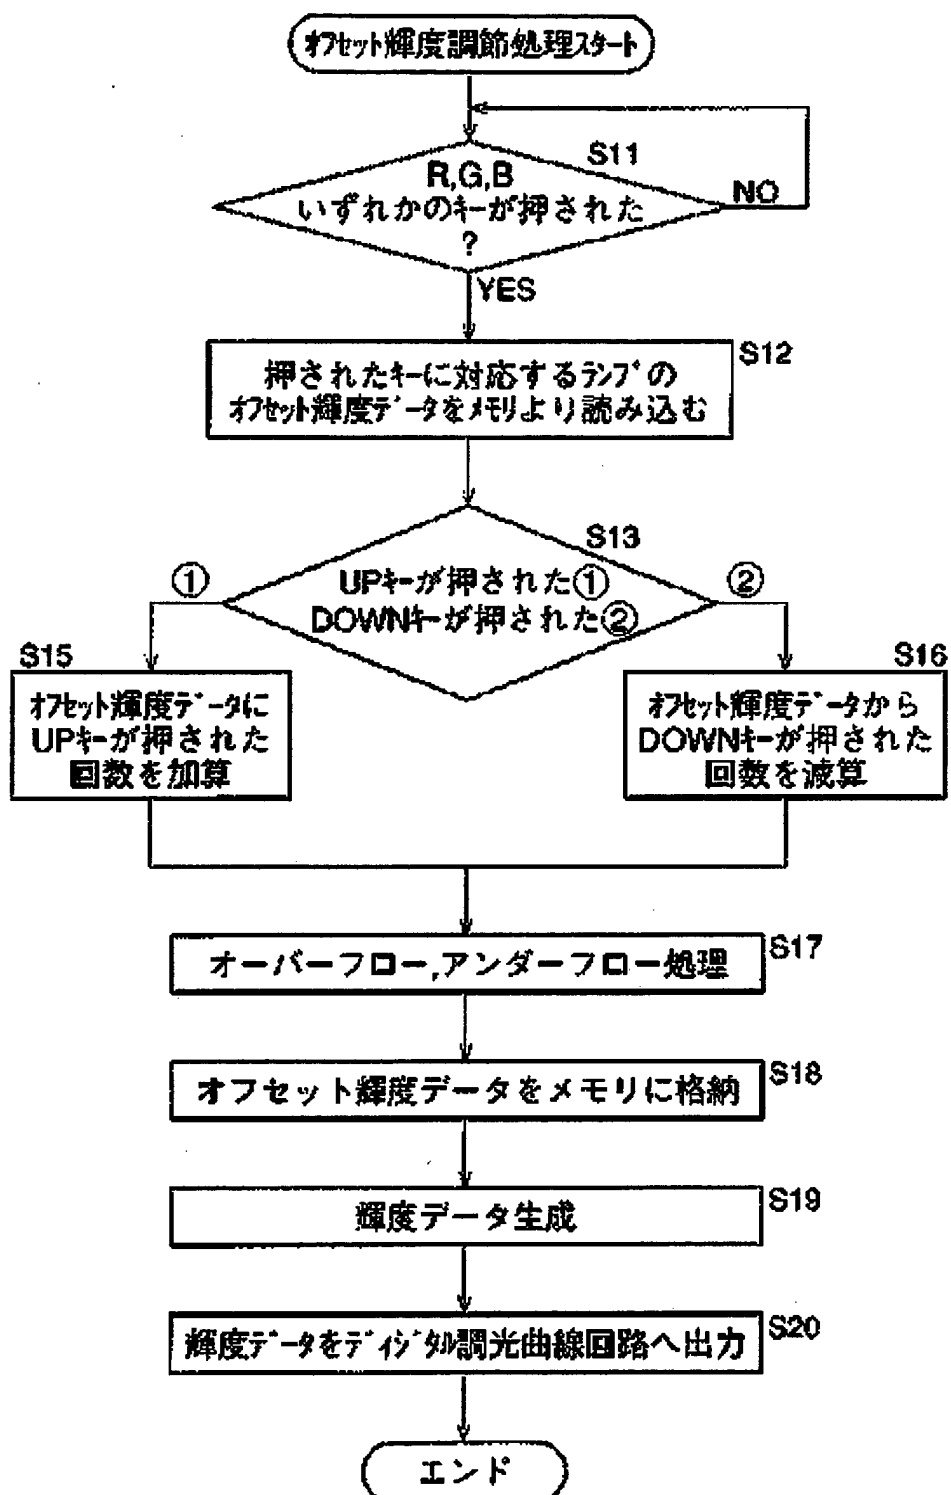 オフセット輝度調節処理スタート
S11
R,G,B
いずれかのキーが押された
?
NO
YES
S12
押されたキーに対応するランプの
オフセット輝度データをメモリより読み込む
S13
① UPキーが押された① ②
DOWNキーが押された②
S15
オフセット輝度データに
UPキーが押された
回数を加算
S16
オフセット輝度データから
DOWNキーが押された
回数を減算
S17
オーバーフロー,アンダーフロー処理
S18
オフセット輝度データをメモリに格納
S19
輝度データ生成
S20
輝度データをディジタル調光曲線回路へ出力
エンド